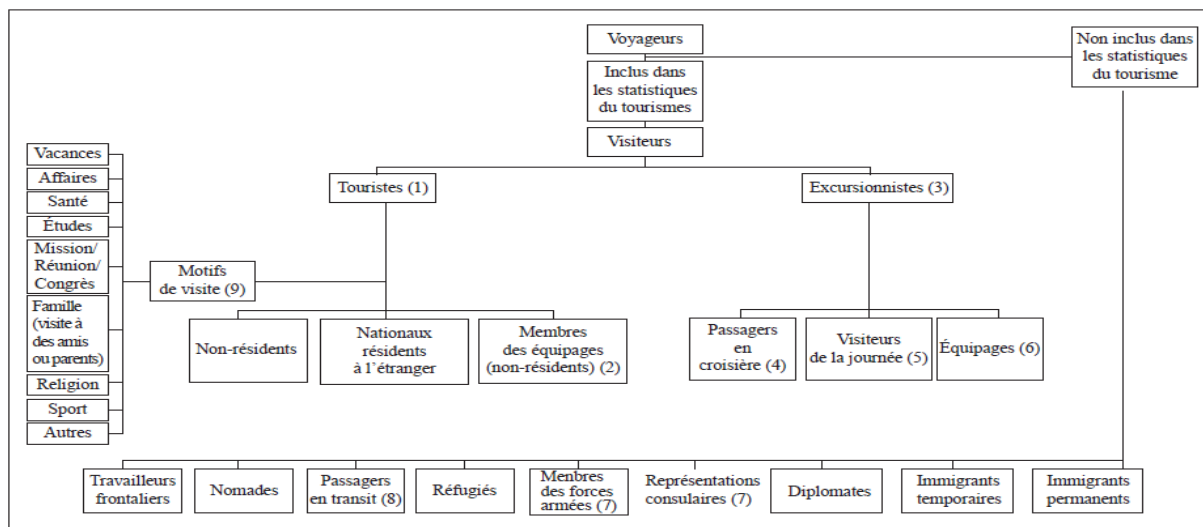 Voyageurs
Non inclus dans
les statistiques
du tourisme
Inclus dans
les statistiques
du tourismes
Visiteurs
Vacances
Affaires
Santé
Études
Mission/
Réunion/
Congrès
Famille
(visite à
des amis
ou parents)
Religion
Sport
Autres
Touristes (1)
Excursionnistes (3)
Motifs
de visite (9)
Non-résidents
Nationaux
résidents
à l’étranger
Membres
des équipages
(non-résidents) (2)
Passagers
en
croisière (4)
Visiteurs
de la journée (5)
Équipages (6)
Travailleurs
frontaliers
Nomades
Passagers
en transit (8)
Réfugiés
Menbres
des forces
armées (7)
Représentations
consulaires (7)
Diplomates
Immigrants
temporaires
Immigrants
permanents